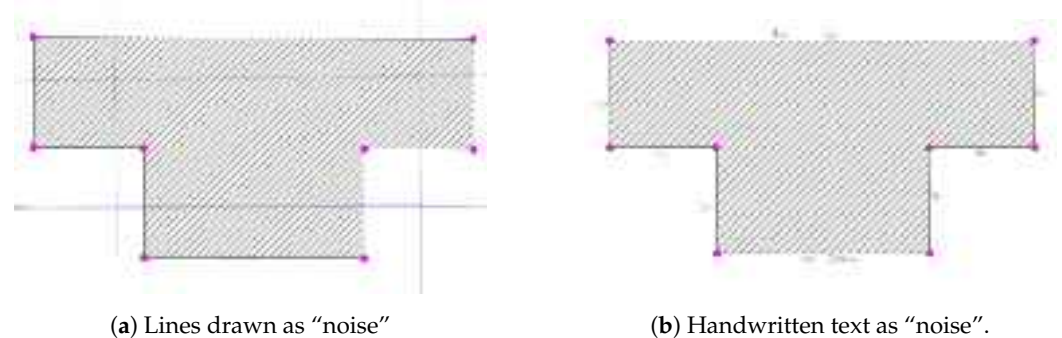 (a) Lines drawn as “noise”
(b) Handwritten text as “noise”.